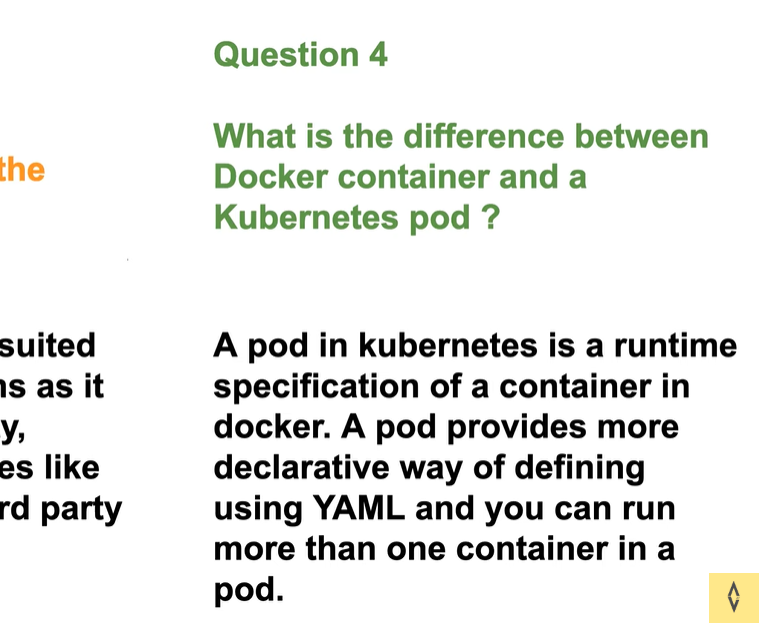 the
suited
s as it
y,
es like
rd party
Question 4
What is the difference between
Docker container and a
Kubernetes pod ?
A pod in kubernetes is a runtime
specification of a container in
docker. A pod provides more
declarative way of defining
using YAML and you can run
more than one container in a
pod.